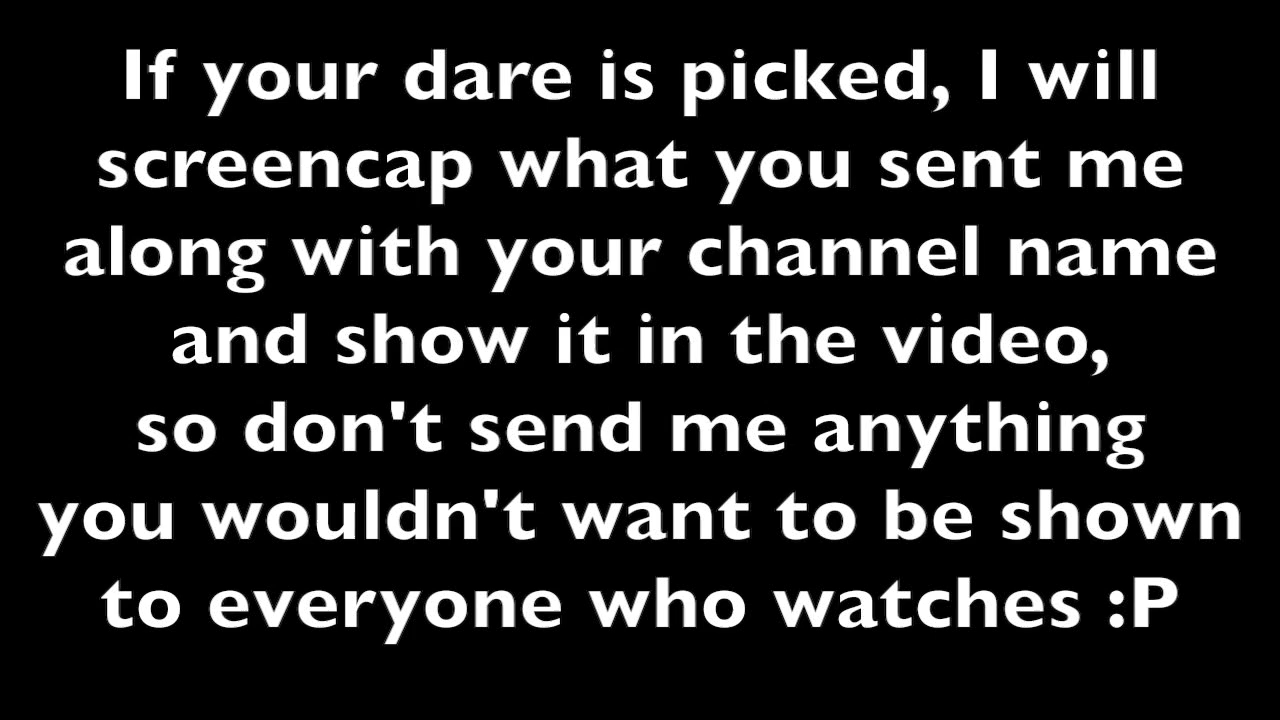 If your dare is picked, I will
screencap what you sent me
along with your channel name
and show it in the video,
so don't send me anything
you wouldn't want to be shown
to everyone who watches :P